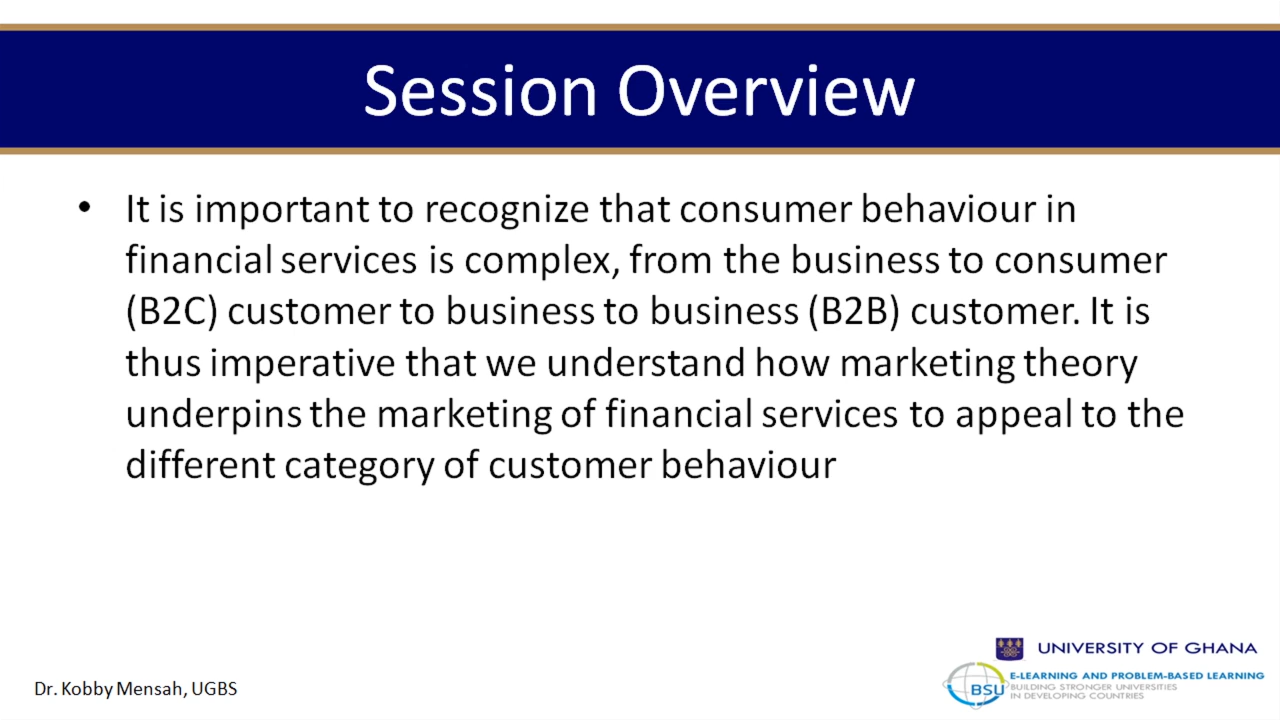 Session Overview
• It is important to recognize that consumer behaviour in
financial services is complex, from the business to consumer
(B2C) customer to business to business (B2B) customer. It is
thus imperative that we understand how marketing theory
underpins the marketing of financial services to appeal to the
different category of customer behaviour
UNIVERSITY OF GHANA
BSU
E-LEARNING AND PROBLEM-BASED LEARNING
BUILDING STRONGER UNIVERSITIES
IN DEVELOPING COUNTRIES
Dr. Kobby Mensah, UGBS